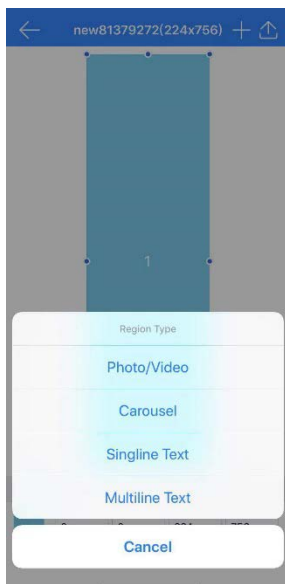 new81379272(224x756)
1
Region Type
Photo/Video
Carousel
Singline Text
Multiline Text
Cancel